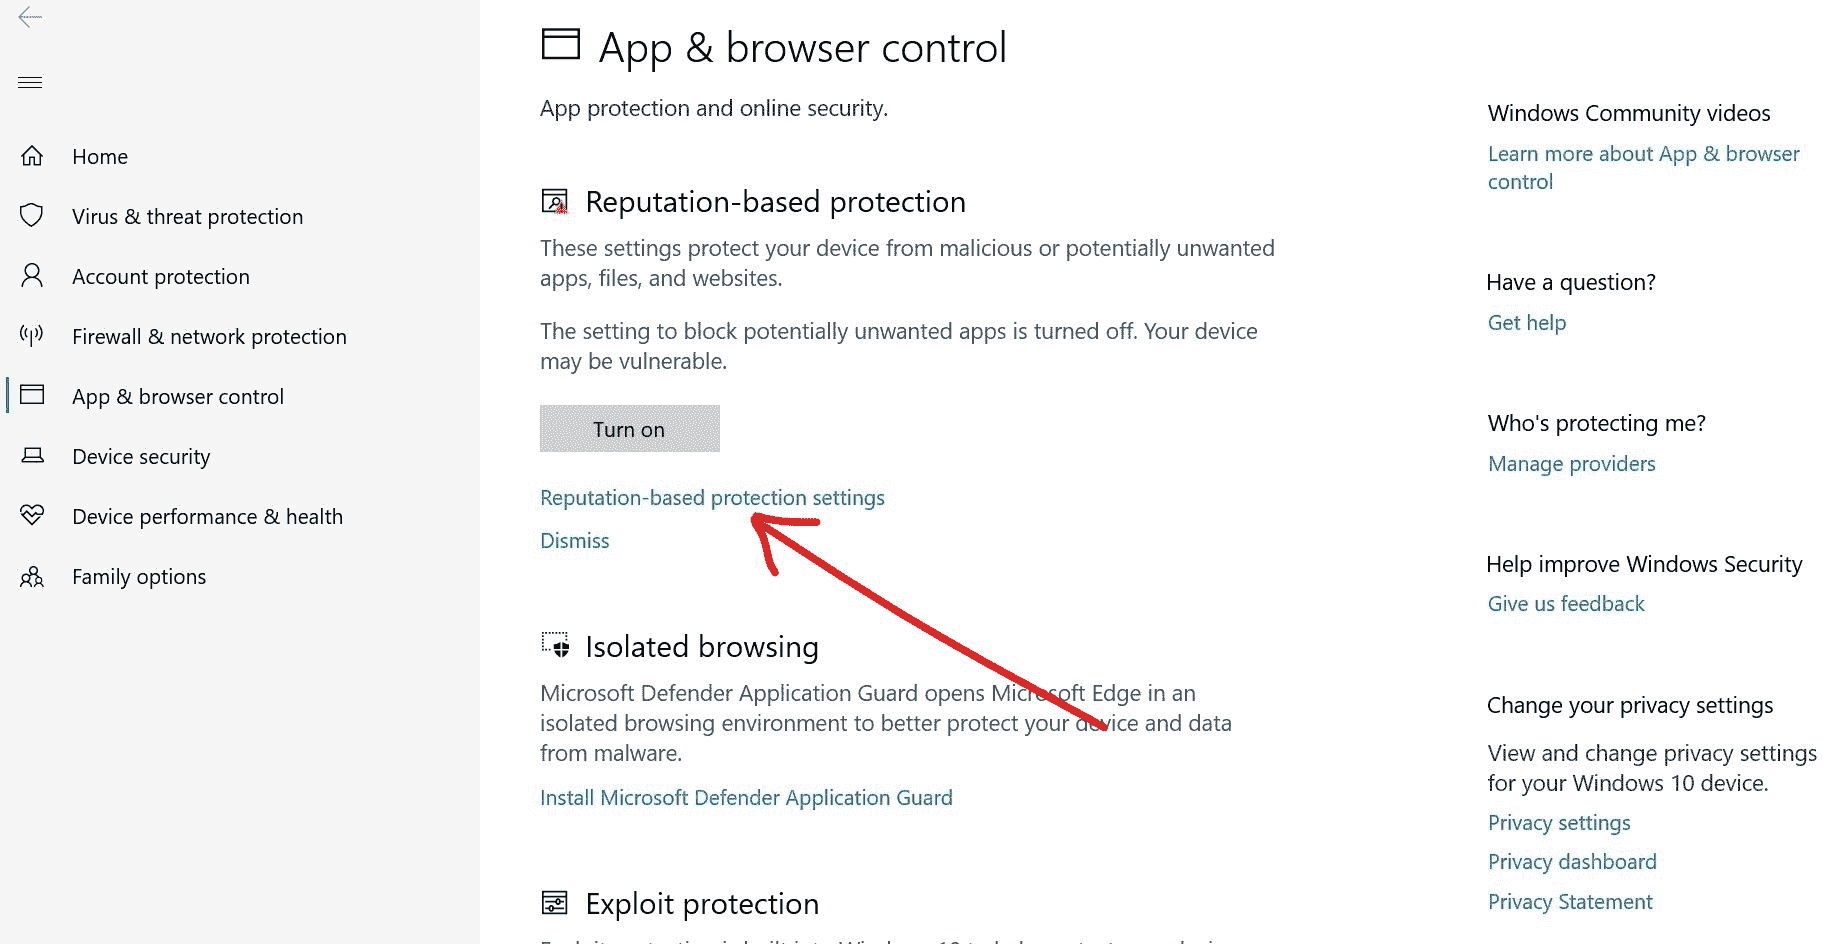 Home
Virus & threat protection
Account protection
Firewall & network protection
App & browser control
Device security
Device performance & health
Family options
App & browser control
App protection and online security.
Reputation-based protection
These settings protect your device from malicious or potentially unwanted
apps, files, and websites.
The setting to block potentially unwanted apps is turned off. Your device
may be vulnerable.
Turn on
Reputation-based protection settings
Dismiss
Isolated browsing
Microsoft Defender Application Guard opens Microsoft Edge in an
isolated browsing environment to better protect your device and data
from malware.
Install Microsoft Defender Application Guard
Exploit protection
Windows Community videos
Learn more about App & browser
control
Have a question?
Get help
Who's protecting me?
Manage providers
Help improve Windows Security
Give us feedback
Change your privacy settings
View and change privacy settings
for your Windows 10 device.
Privacy settings
Privacy dashboard
Privacy Statement